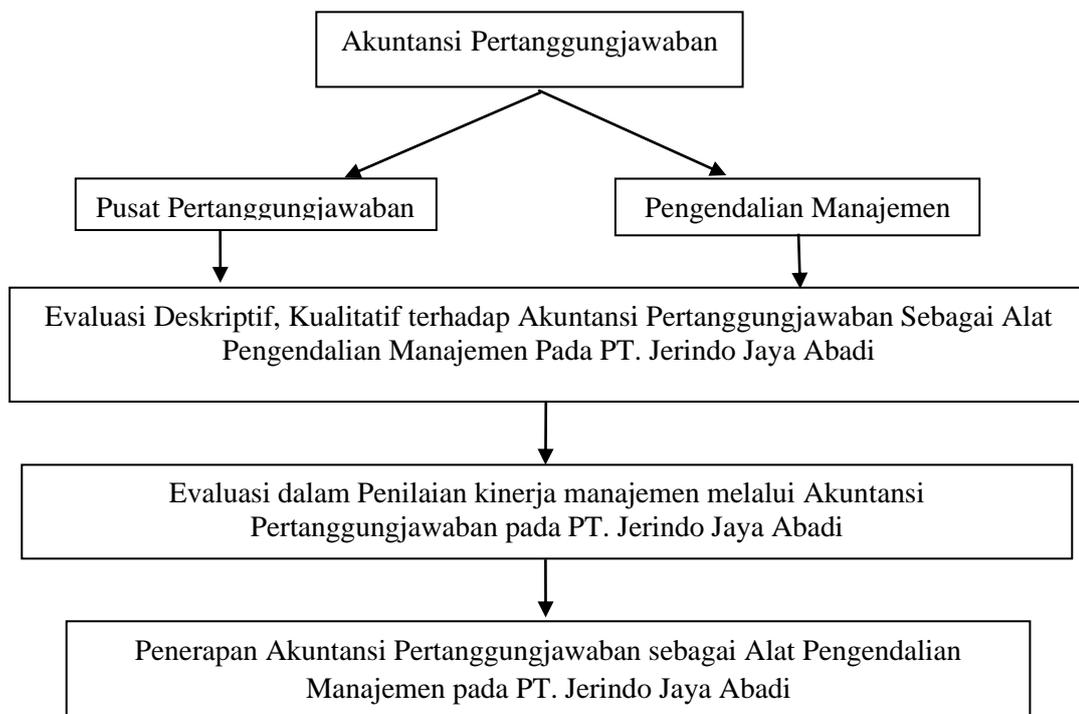 Akuntansi Pertanggungjawaban
Pusat Pertanggungjawaban
Pengendalian Manajemen
Evaluasi Deskriptif, Kualitatif terhadap Akuntansi Pertanggungjawaban Sebagai Alat
Pengendalian Manajemen Pada PT. Jerindo Jaya Abadi
Evaluasi dalam Penilaian kinerja manajemen melalui Akuntansi
Pertanggungjawaban pada PT. Jerindo Jaya Abadi
Penerapan Akuntansi Pertanggungjawaban sebagai Alat Pengendalian
Manajemen pada PT. Jerindo Jaya Abadi